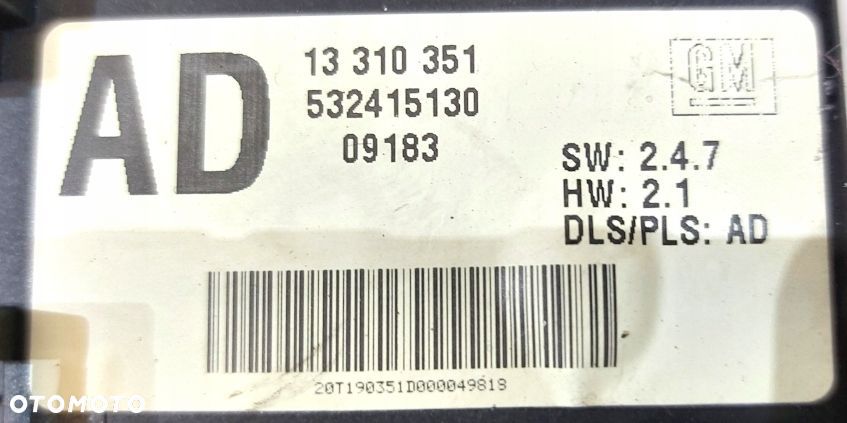 AD
13 310 351
532415130
09183
GM
SW: 2.4.7
HW: 2.1
DLS/PLS: AD
20T190351D000049818
OTOMOTO